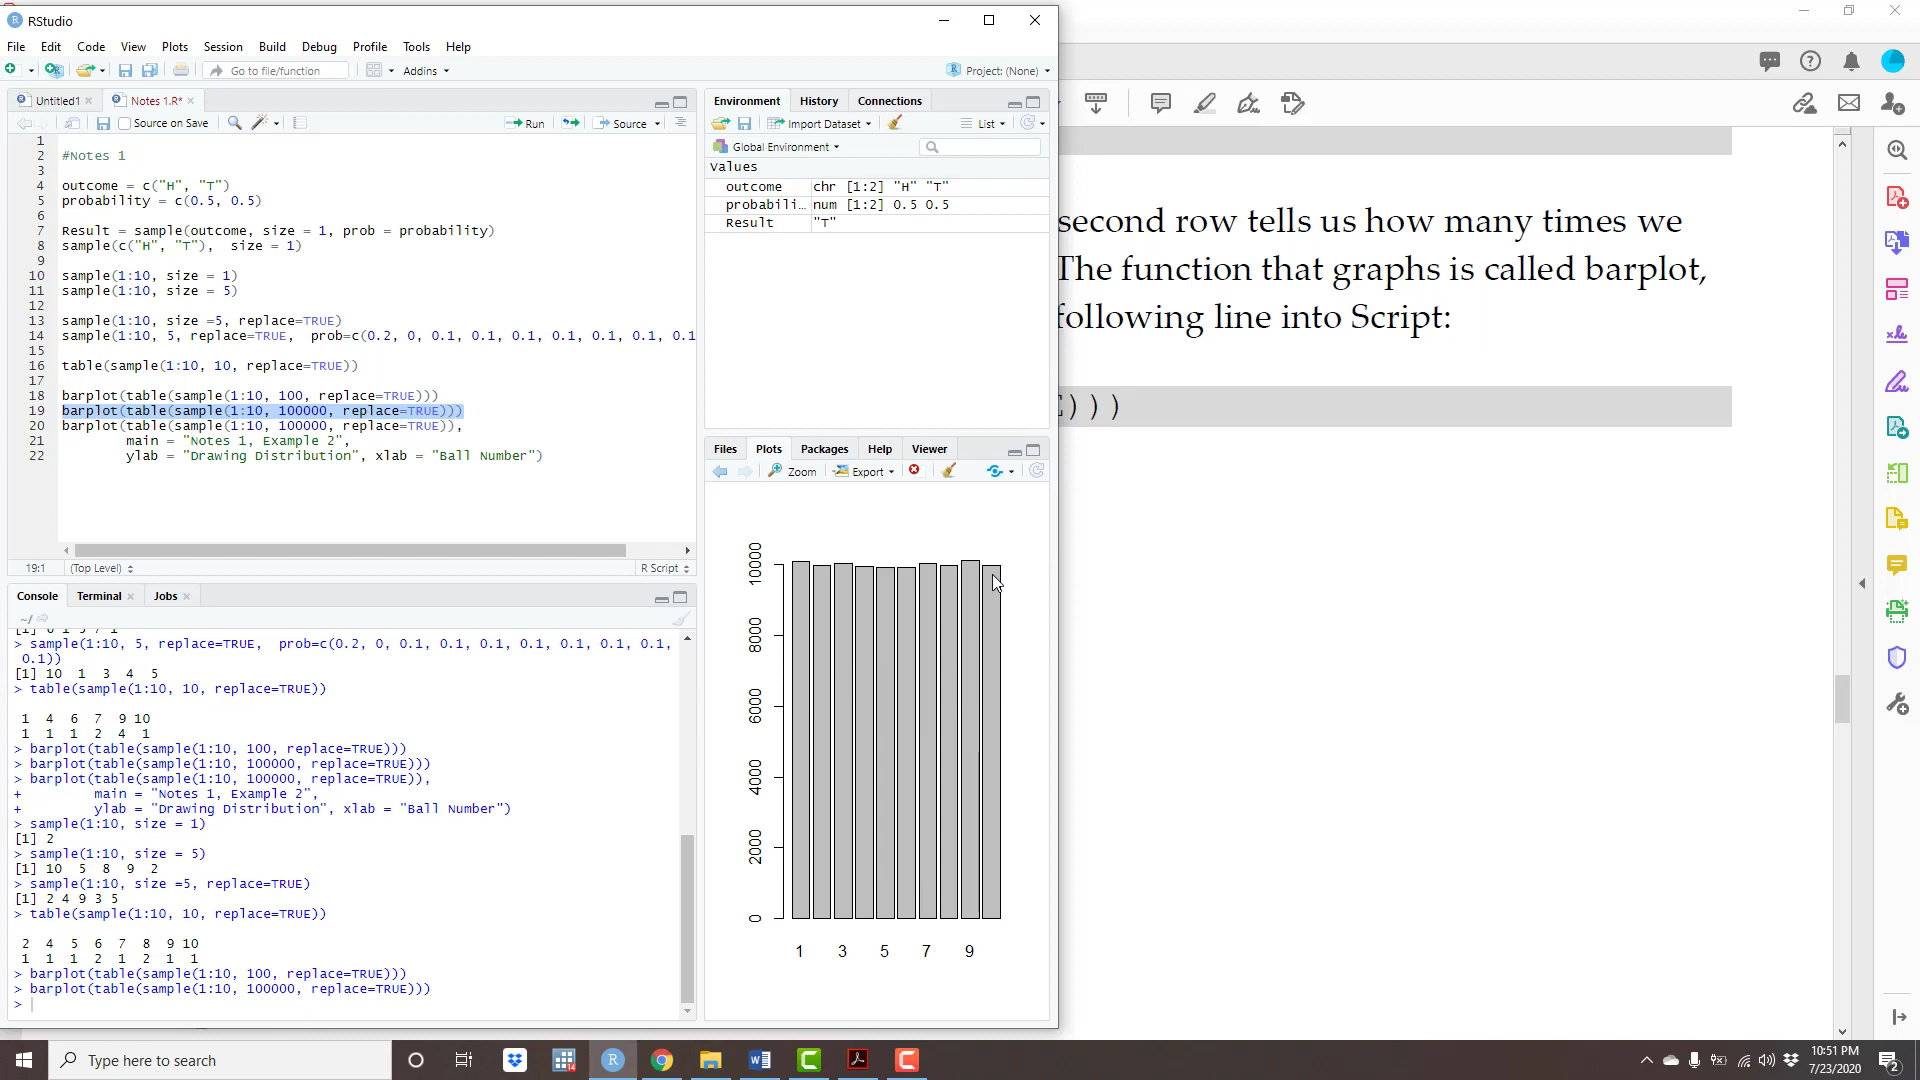 RStudio
File Edit Code View Plots Session Build Debug Profile Tools Help
Go to file/function Addins Project: (None)
Untitled1 Notes 1.R*
Source on Save Run Source
1
2 #Notes 1
3
4 outcome = c("H", "T")
5 probability = c(0.5, 0.5)
6
7 Result = sample(outcome, size = 1, prob = probability)
8 sample(c("H", "T"),  size = 1)
9
10 sample(1:10, size = 1)
11 sample(1:10, size = 5)
12
13 sample(1:10, size =5, replace=TRUE)
14 sample(1:10, 5, replace=TRUE,  prob=c(0.2, 0, 0.1, 0.1, 0.1, 0.1, 0.1, 0.1, 0.1
15
16 table(sample(1:10, 10, replace=TRUE))
17
18 barplot(table(sample(1:10, 100, replace=TRUE)))
19 barplot(table(sample(1:10, 100000, replace=TRUE)))
20 barplot(table(sample(1:10, 100000, replace=TRUE)),
21         main = "Notes 1, Example 2",
22         ylab = "Drawing Distribution", xlab = "Ball Number")
19:1 (Top Level) R Script
Console Terminal Jobs
~/
> sample(1:10, 5, replace=TRUE,  prob=c(0.2, 0, 0.1, 0.1, 0.1, 0.1, 0.1, 0.1, 0.1,
 0.1))
[1] 10  1  3  4  5
> table(sample(1:10, 10, replace=TRUE))
 1  4  6  7  9 10
 1  1  1  2  4  1
> barplot(table(sample(1:10, 100, replace=TRUE)))
> barplot(table(sample(1:10, 100000, replace=TRUE)))
> barplot(table(sample(1:10, 100000, replace=TRUE)),
+         main = "Notes 1, Example 2",
+         ylab = "Drawing Distribution", xlab = "Ball Number")
> sample(1:10, size = 1)
[1] 2
> sample(1:10, size = 5)
[1] 10  5  8  9  2
> sample(1:10, size =5, replace=TRUE)
[1] 2 4 9 3 5
> table(sample(1:10, 10, replace=TRUE))
 2  4  5  6  7  8  9 10
 1  1  1  2  1  2  1  1
> barplot(table(sample(1:10, 100, replace=TRUE)))
> barplot(table(sample(1:10, 100000, replace=TRUE)))
>
Environment History Connections
Import Dataset List
Global Environment
Values
outcome chr [1:2] "H" "T"
probabili… num [1:2] 0.5 0.5
Result "T"
Files Plots Packages Help Viewer
Zoom Export
10000
8000
6000
4000
2000
0
1 3 5 7 9
second row tells us how many times we
The function that graphs is called barplot,
following line into Script:
)))
Type here to search
14
10:51 PM
7/23/2020
2